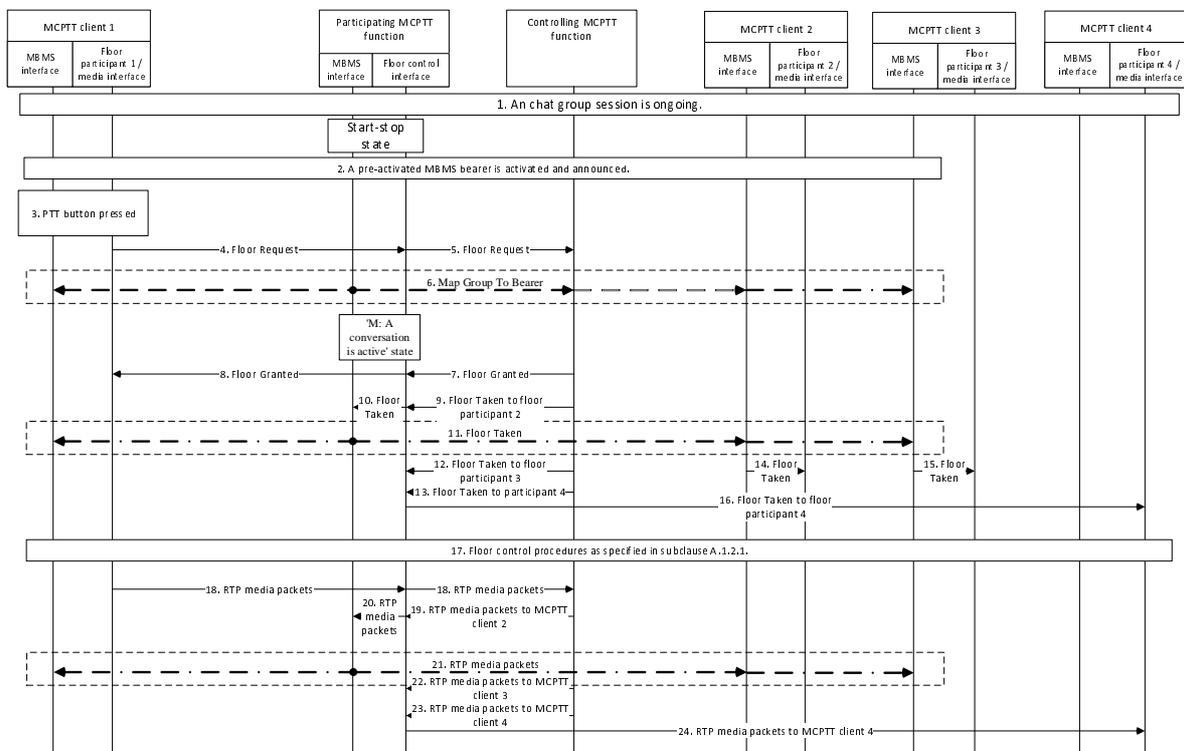 MCPTT client 1
MBMS
interface
Floor
participant 1 /
media interface
Participating MCPTT
function
MBMS
interface
Floor control
interface
Controlling MCPTT
function
MCPTT client 2
MBMS
interface
Floor
participant 2 /
media interface
MCPTT client 3
MBMS
interface
Floor
participant 3 /
media interface
MCPTT client 4
MBMS
interface
Floor
participant 4 /
media interface
1. An chat group session is ongoing.
Start-stop
state
2. A pre-activated MBMS bearer is activated and announced.
3. PTT button pressed
4. Floor Request
5. Floor Request
6. Map Group To Bearer
'M: A
conversation
is active' state
8. Floor Granted
7. Floor Granted
10. Floor
Taken
9. Floor Taken to floor
participant 2
11. Floor Taken
12. Floor Taken to floor
participant 3
14. Floor
Taken
15. Floor
Taken
13. Floor Taken to participant 4
16. Floor Taken to floor
participant 4
17. Floor control procedures as specified in subclause A.1.2.1.
18. RTP media packets
18. RTP media packets
20. RTP
media
packets
19. RTP media packets to MCPTT
client 2
21. RTP media packets
22. RTP media packets to MCPTT
client 3
23. RTP media packets to MCPTT
client 4
24. RTP media packets to MCPTT client 4